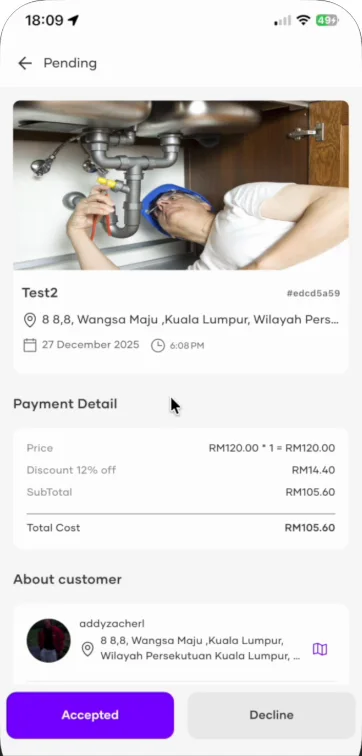 18:09
49
Pending
Test2 #edcd5a59
8 8,8, Wangsa Maju ,Kuala Lumpur, Wilayah Pers...
27 December 2025 6:08 PM
Payment Detail
Price RM120.00 * 1 = RM120.00
Discount 12% off RM14.40
SubTotal RM105.60
Total Cost RM105.60
About customer
addyzacherl
8 8,8, Wangsa Maju ,Kuala Lumpur,
Wilayah Persekutuan Kuala Lumpur, ...
Accepted Decline